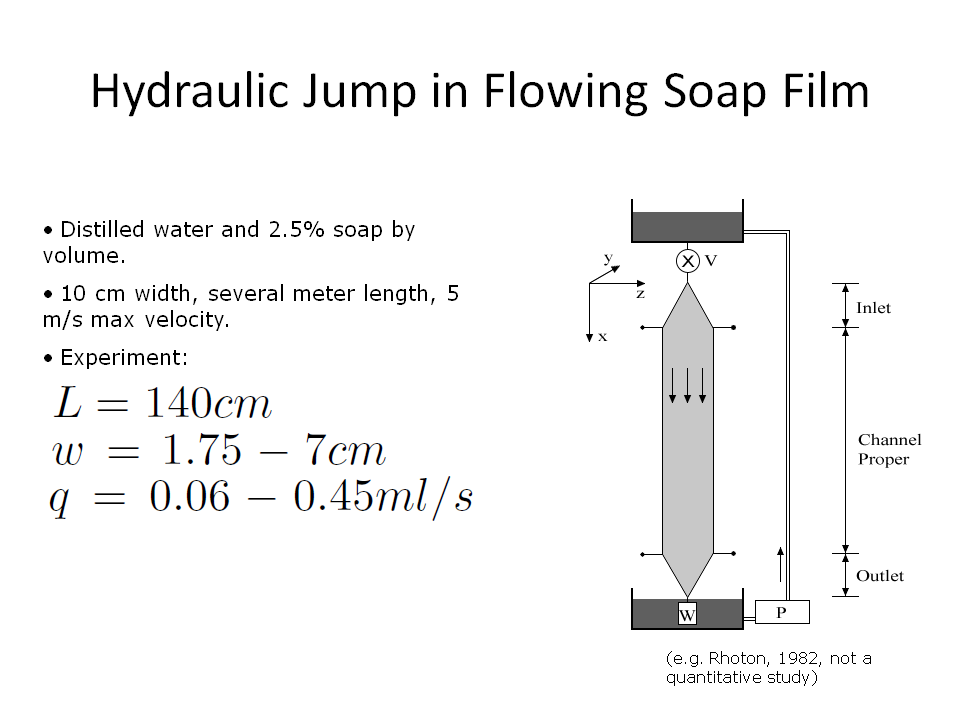 Hydraulic Jump in Flowing Soap Film
• Distilled water and 2.5% soap by
volume.
• 10 cm width, several meter length, 5
m/s max velocity.
• Experiment:
L = 140cm
w = 1.75 − 7cm
q = 0.06 − 0.45ml/s
y
z
x
X
V
Inlet
Channel
Proper
Outlet
W
P
(e.g. Rhoton, 1982, not a
quantitative study)